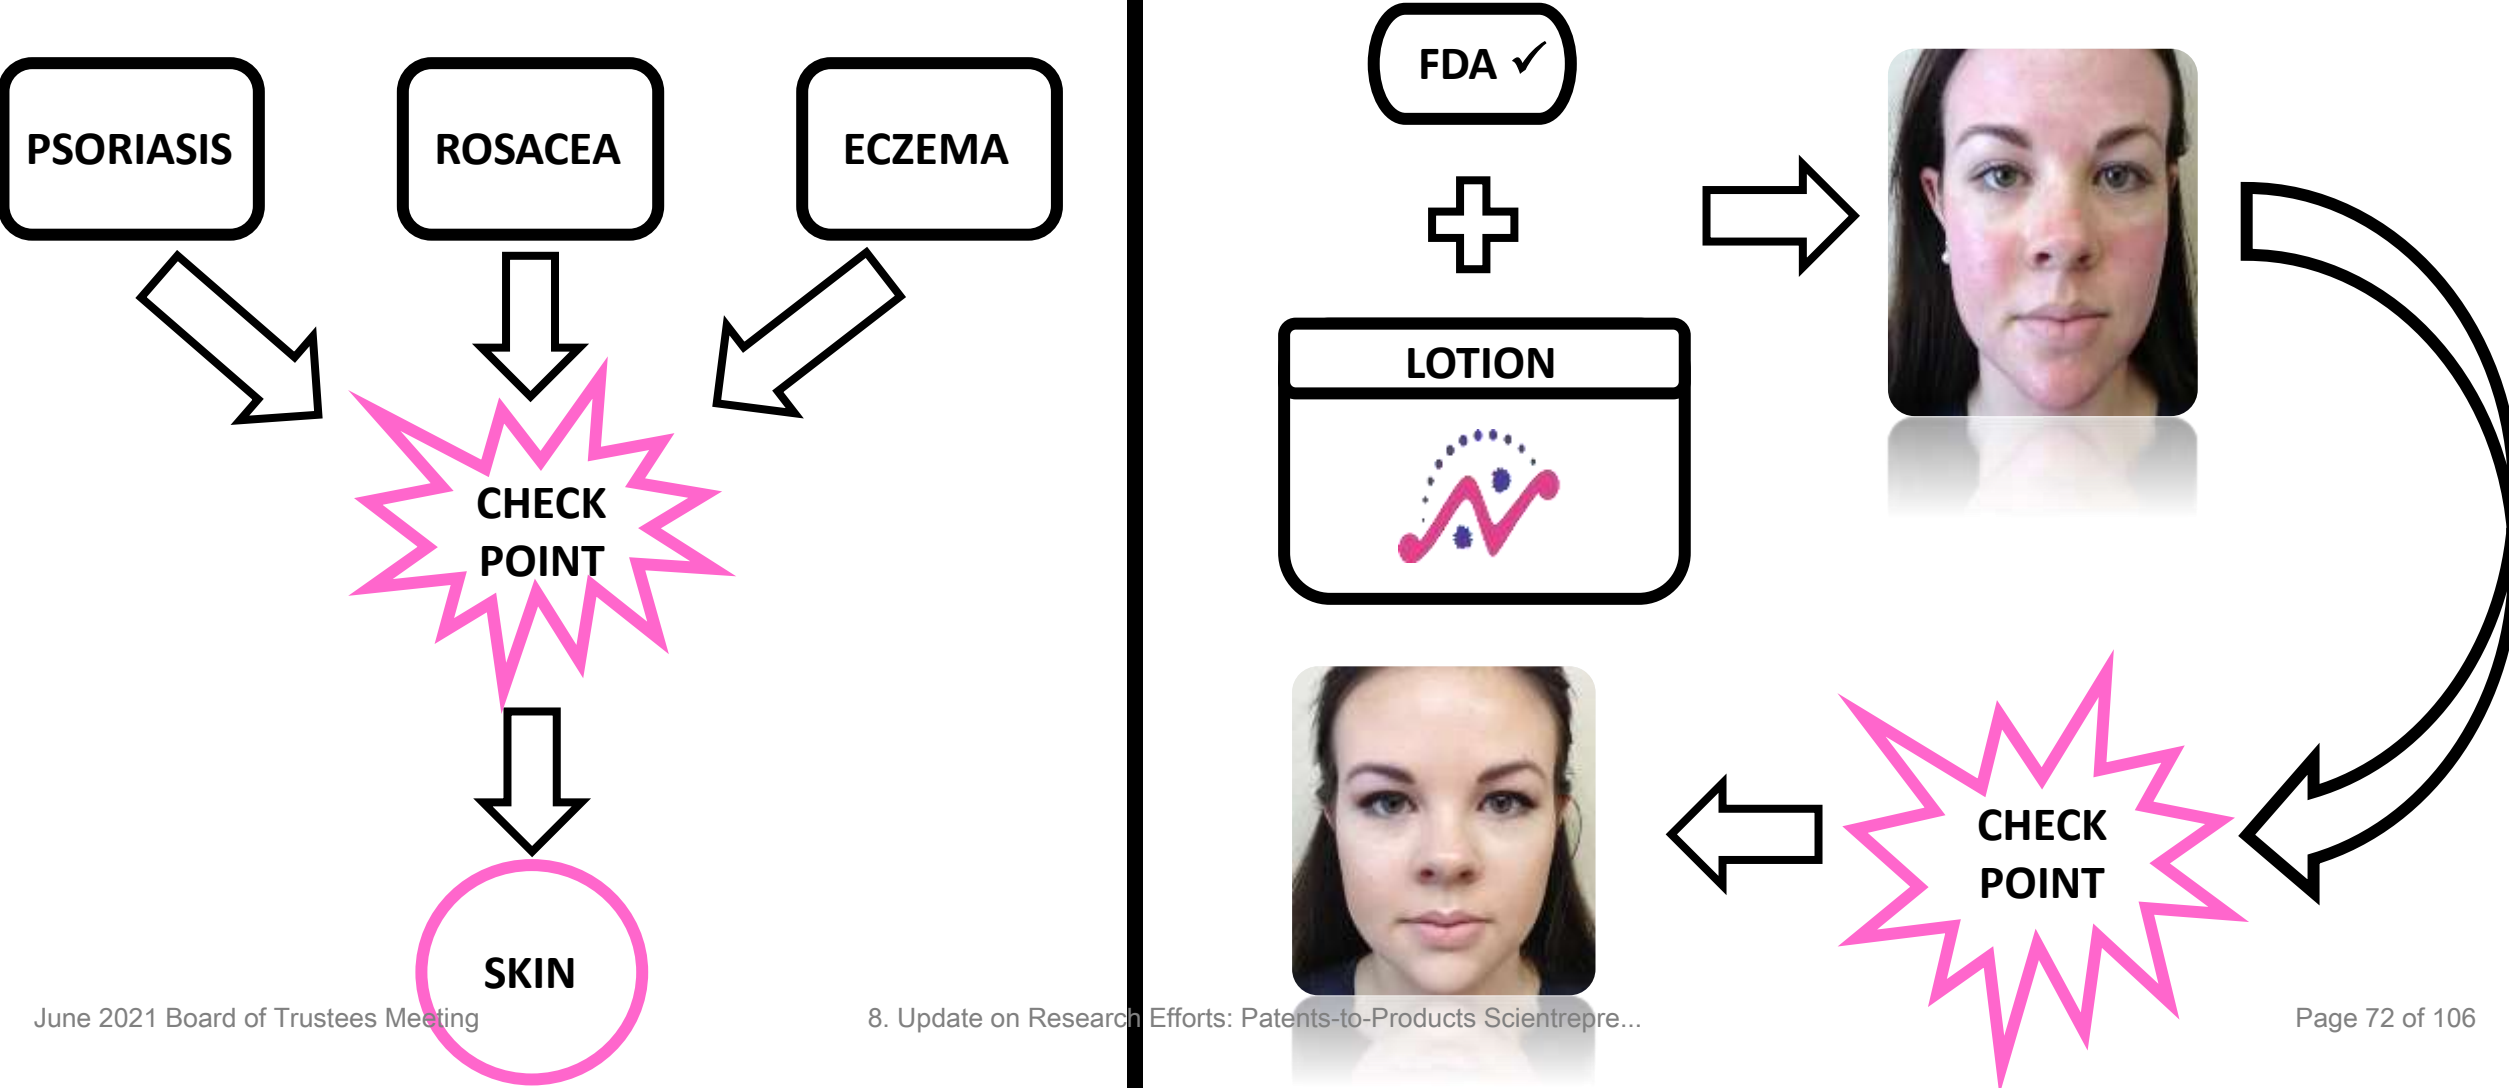 PSORIASIS
ROSACEA
ECZEMA
CHECK
POINT
SKIN
FDA ✓
LOTION
CHECK
POINT
June 2021 Board of Trustees Meeting
8. Update on Research Efforts: Patents-to-Products Scientrepre...
Page 72 of 106